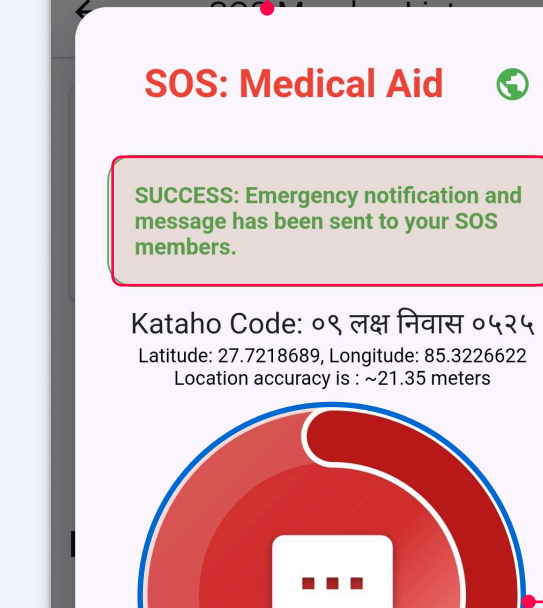 SOS: Medical Aid
SUCCESS: Emergency notification and
message has been sent to your SOS
members.
Kataho Code: ०९ लक्ष निवास ०५२५
Latitude: 27.7218689, Longitude: 85.3226622
Location accuracy is : ~21.35 meters